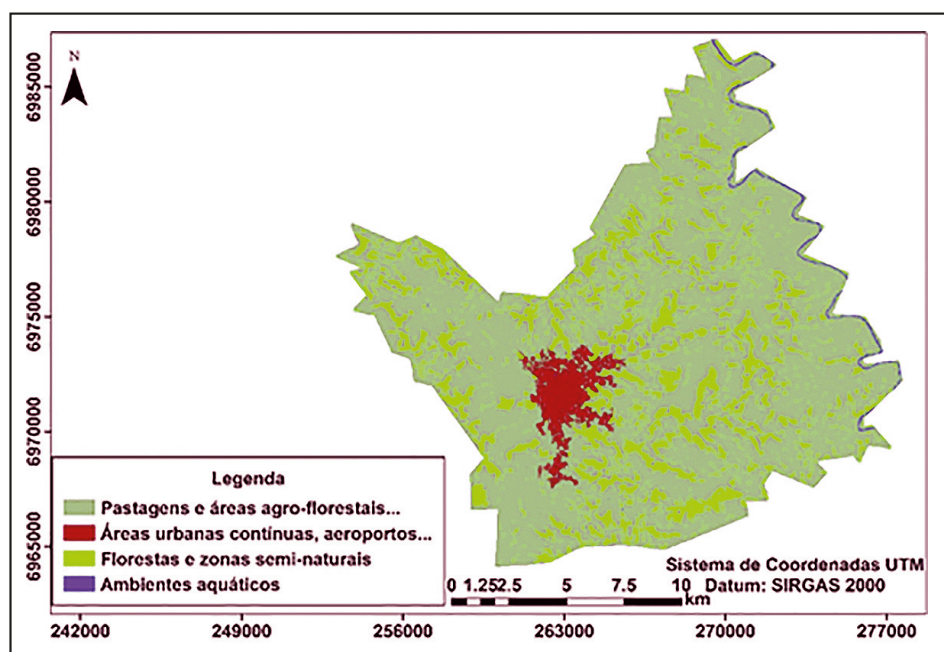 N
6985000
6980000
6975000
6970000
6965000
Legenda
Pastagens e áreas agro-florestais...
Áreas urbanas contínuas, aeroportos...
Florestas e zonas semi-naturais
Ambientes aquáticos
Sistema de Coordenadas UTM
Datum: SIRGAS 2000
0 1.252.5 5 7.5 10
km
242000 249000 256000 263000 270000 277000